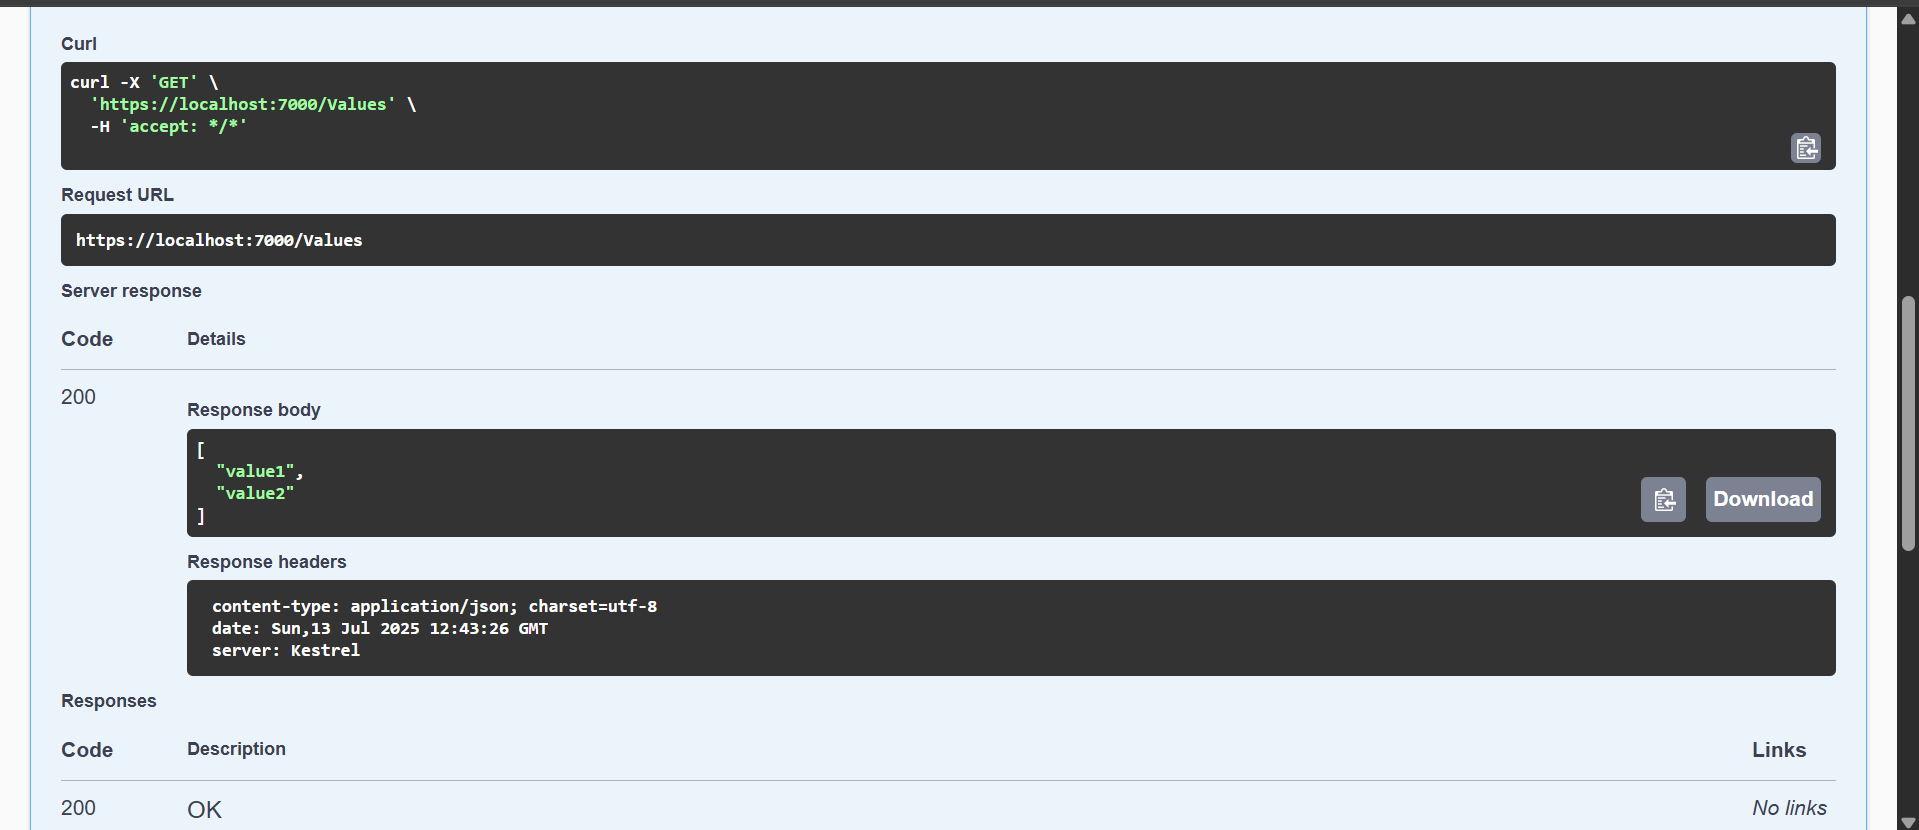 Curl
curl -X 'GET' \
  'https://localhost:7000/Values' \
  -H 'accept: */*'
Request URL
https://localhost:7000/Values
Server response
Code Details
200
Response body
[
  "value1",
  "value2"
]
Download
Response headers
content-type: application/json; charset=utf-8
date: Sun,13 Jul 2025 12:43:26 GMT
server: Kestrel
Responses
Code Description Links
200 OK No links